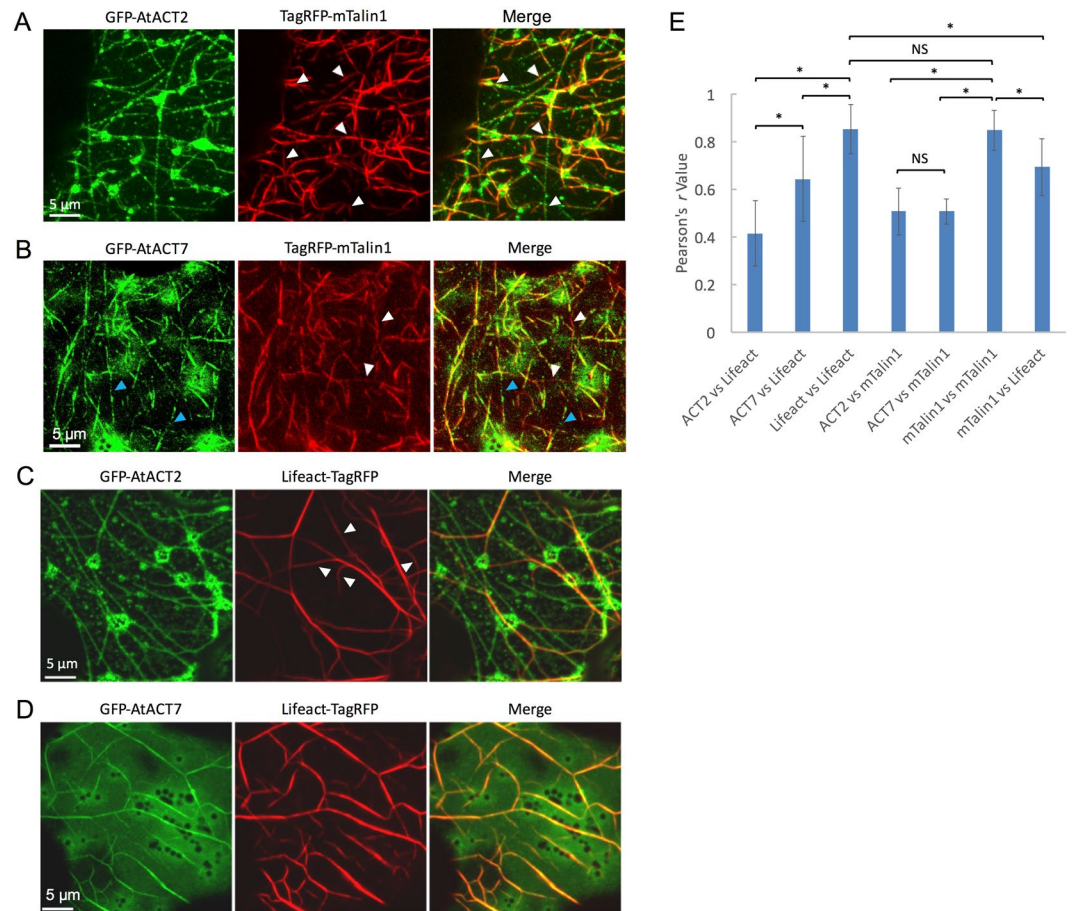 A
GFP-AtACT2 TagRFP-mTalin1 Merge
5 μm
B
GFP-AtACT7 TagRFP-mTalin1 Merge
5 μm
C
GFP-AtACT2 Lifeact-TagRFP Merge
5 μm
D
GFP-AtACT7 Lifeact-TagRFP Merge
5 μm
E
*
NS
* *
* * *
*
NS
Pearson's r Value
1
0.8
0.6
0.4
0.2
0
ACT2 vs Lifeact
ACT7 vs Lifeact
Lifeact vs Lifeact
ACT2 vs mTalin1
ACT7 vs mTalin1
mTalin1 vs mTalin1
mTalin1 vs Lifeact